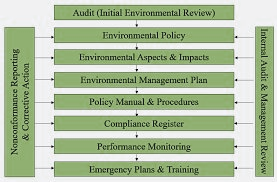 Audit (Initial Environmental Review)
Environmental Policy
Environmental Aspects & Impacts
Environmental Management Plan
Policy Manual & Procedures
Compliance Register
Performance Monitoring
Emergency Plans & Training
Nonconformance Reporting
& Corrective Action
Internal Audit & Management
Review